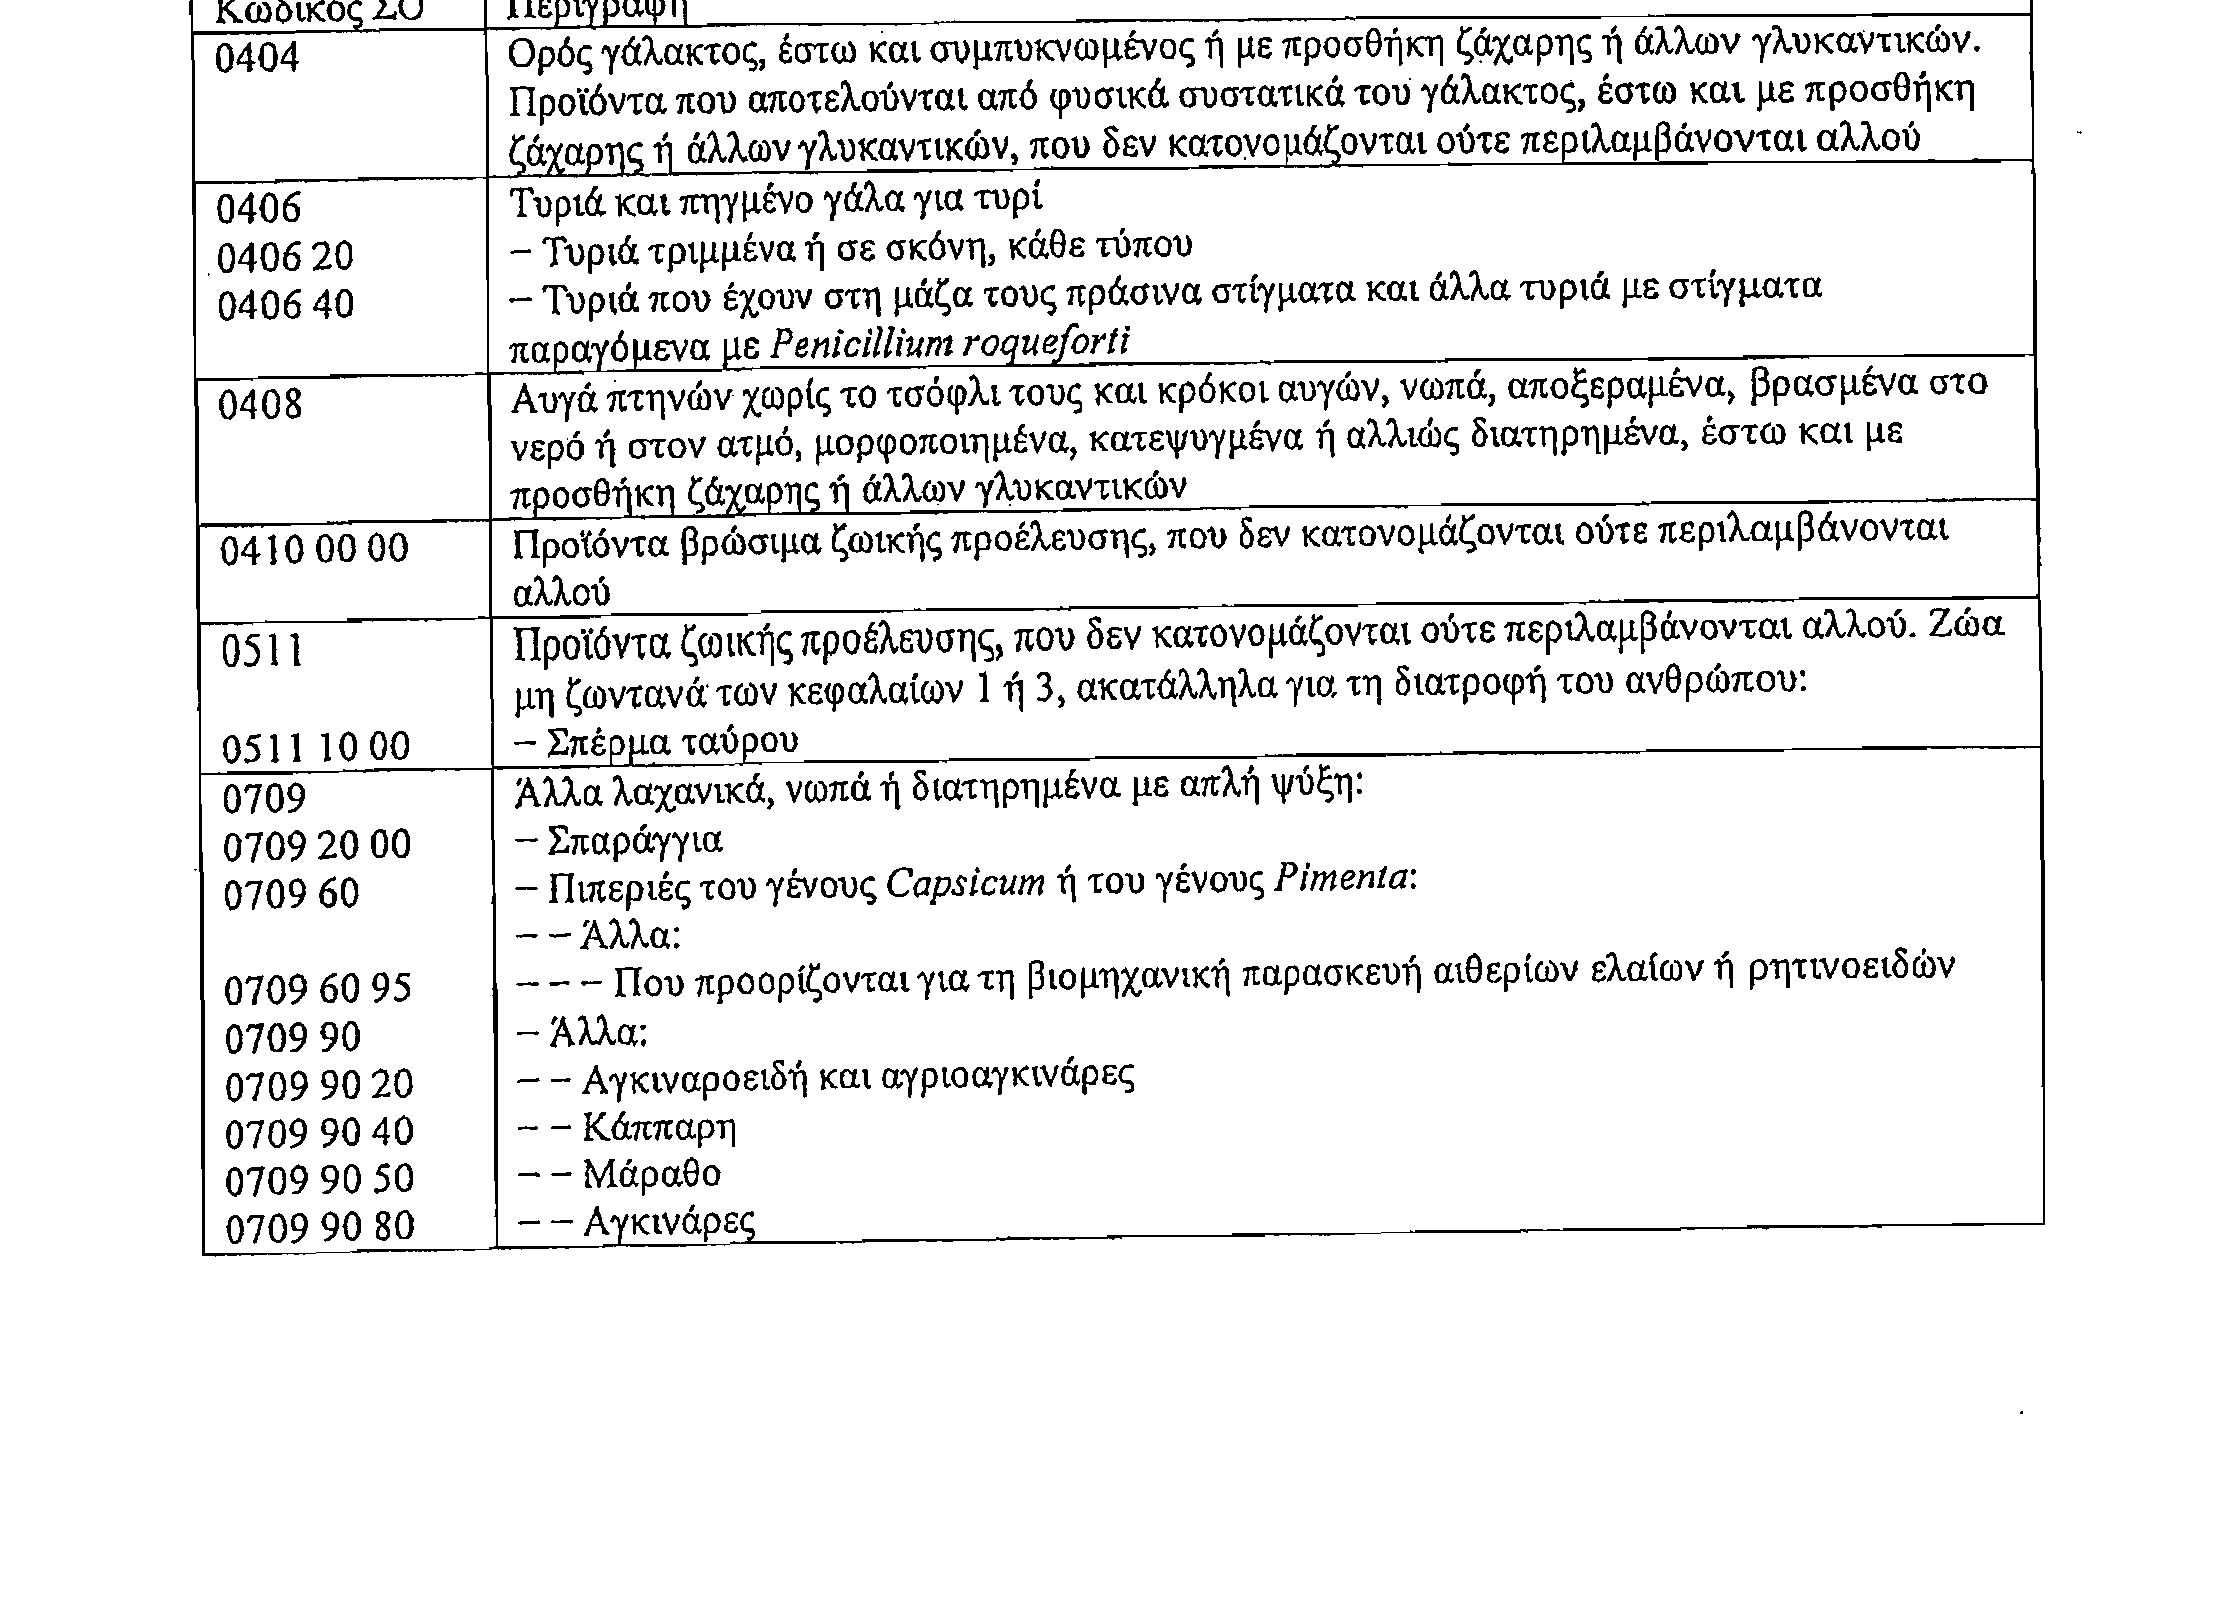 Κωδικός ΣΟ Περιγραφή
0404 Ορός γάλακτος, έστω και συμπυκνωμένος ή με προσθήκη ζάχαρης ή άλλων γλυκαντικών.
Προϊόντα που αποτελούνται από φυσικά συστατικά του γάλακτος, έστω και με προσθήκη
ζάχαρης ή άλλων γλυκαντικών, που δεν κατονομάζονται ούτε περιλαμβάνονται αλλού
0406 Τυριά και πηγμένο γάλα για τυρί
0406 20 – Τυριά τριμμένα ή σε σκόνη, κάθε τύπου
0406 40 – Τυριά που έχουν στη μάζα τους πράσινα στίγματα και άλλα τυριά με στίγματα
παραγόμενα με Penicillium roqueforti
0408 Αυγά πτηνών χωρίς το τσόφλι τους και κρόκοι αυγών, νωπά, αποξεραμένα, βρασμένα στο
νερό ή στον ατμό, μορφοποιημένα, κατεψυγμένα ή αλλιώς διατηρημένα, έστω και με
προσθήκη ζάχαρης ή άλλων γλυκαντικών
0410 00 00 Προϊόντα βρώσιμα ζωικής προέλευσης, που δεν κατονομάζονται ούτε περιλαμβάνονται
αλλού
0511 Προϊόντα ζωικής προέλευσης, που δεν κατονομάζονται ούτε περιλαμβάνονται αλλού. Ζώα
μη ζωντανά των κεφαλαίων 1 ή 3, ακατάλληλα για τη διατροφή του ανθρώπου:
0511 10 00 – Σπέρμα ταύρου
0709 Άλλα λαχανικά, νωπά ή διατηρημένα με απλή ψύξη:
0709 20 00 – Σπαράγγια
0709 60 – Πιπεριές του γένους Capsicum ή του γένους Pimenta:
– – Άλλα:
0709 60 95 – – – Που προορίζονται για τη βιομηχανική παρασκευή αιθερίων ελαίων ή ρητινοειδών
0709 90 – Άλλα:
0709 90 20 – – Αγκιναροειδή και αγριοαγκινάρες
0709 90 40 – – Κάππαρη
0709 90 50 – – Μάραθο
0709 90 80 – – Αγκινάρες